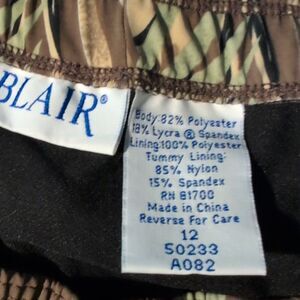 BLAIR®
Body:82% Polyester
18% Lycra ® Spandex
Lining:100% Polyester
Tummy Lining:
85% Nylon
15% Spandex
RN 81700
Made in China
Reverse For Care
12
50233
A082